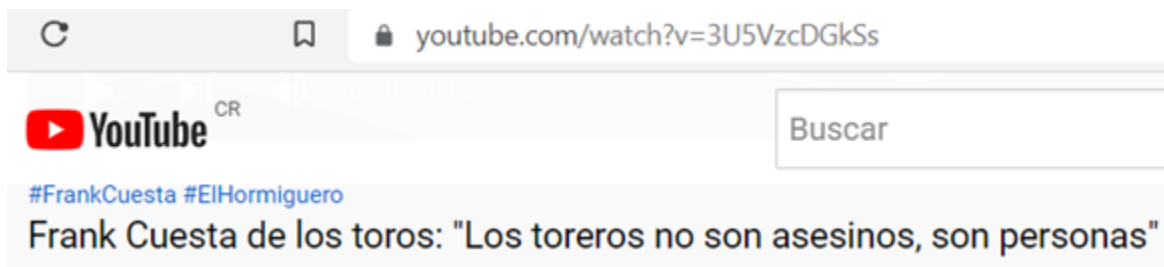 youtube.com/watch?v=3U5VzcDGkSs
YouTube CR
Buscar
#FrankCuesta #ElHormiguero
Frank Cuesta de los toros: "Los toreros no son asesinos, son personas"